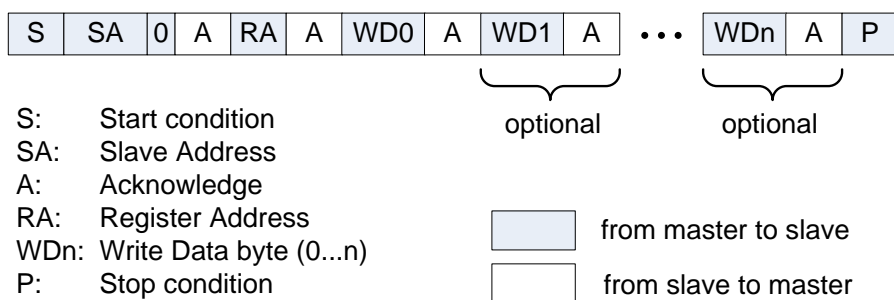 S SA 0 A RA A WD0 A WD1 A • • • WDn A P
optional optional
S: Start condition
SA: Slave Address
A: Acknowledge
RA: Register Address
WDn: Write Data byte (0...n)
P: Stop condition
from master to slave
from slave to master